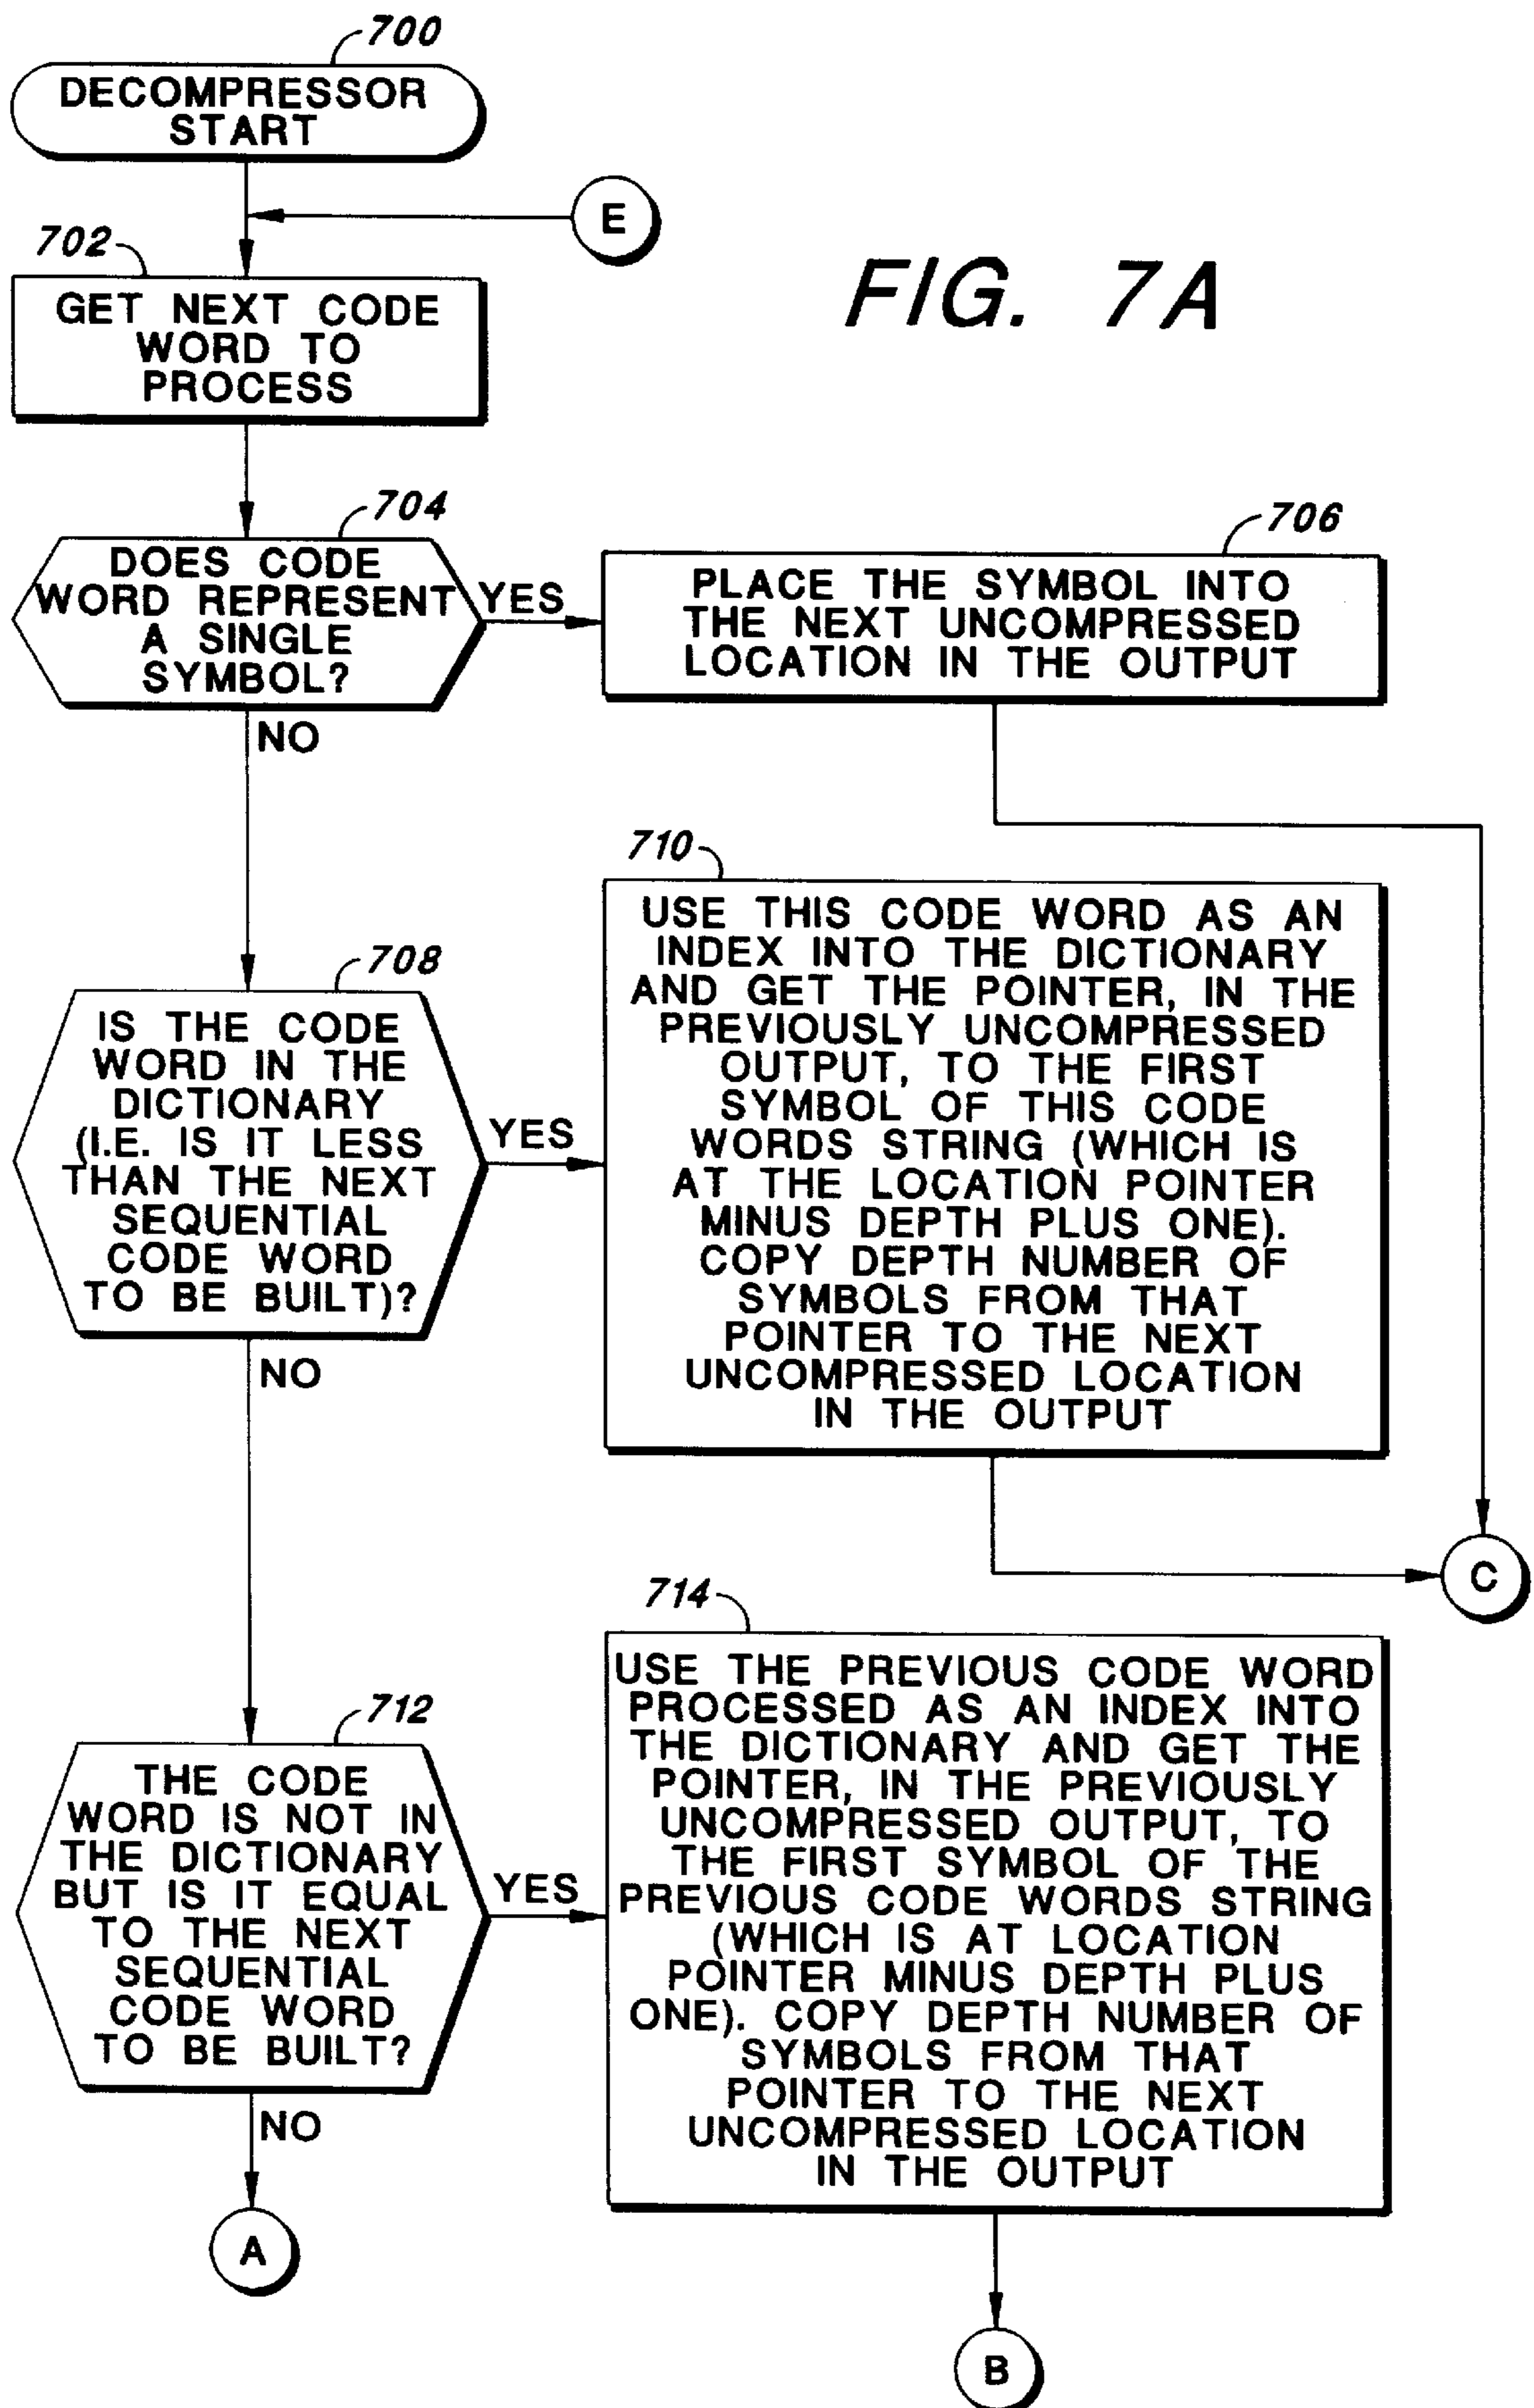 700
DECOMPRESSOR
START
E
FIG. 7A
702
GET NEXT CODE
WORD TO
PROCESS
704
DOES CODE
WORD REPRESENT
A SINGLE
SYMBOL?
YES
NO
706
PLACE THE SYMBOL INTO
THE NEXT UNCOMPRESSED
LOCATION IN THE OUTPUT
708
IS THE CODE
WORD IN THE
DICTIONARY
(I.E. IS IT LESS
THAN THE NEXT
SEQUENTIAL
CODE WORD
TO BE BUILT)?
YES
NO
710
USE THIS CODE WORD AS AN
INDEX INTO THE DICTIONARY
AND GET THE POINTER, IN THE
PREVIOUSLY UNCOMPRESSED
OUTPUT, TO THE FIRST
SYMBOL OF THIS CODE
WORDS STRING (WHICH IS
AT THE LOCATION POINTER
MINUS DEPTH PLUS ONE).
COPY DEPTH NUMBER OF
SYMBOLS FROM THAT
POINTER TO THE NEXT
UNCOMPRESSED LOCATION
IN THE OUTPUT
C
712
THE CODE
WORD IS NOT IN
THE DICTIONARY
BUT IS IT EQUAL
TO THE NEXT
SEQUENTIAL
CODE WORD
TO BE BUILT?
YES
NO
714
USE THE PREVIOUS CODE WORD
PROCESSED AS AN INDEX INTO
THE DICTIONARY AND GET THE
POINTER, IN THE PREVIOUSLY
UNCOMPRESSED OUTPUT, TO
THE FIRST SYMBOL OF THE
PREVIOUS CODE WORDS STRING
(WHICH IS AT LOCATION
POINTER MINUS DEPTH PLUS
ONE). COPY DEPTH NUMBER OF
SYMBOLS FROM THAT
POINTER TO THE NEXT
UNCOMPRESSED LOCATION
IN THE OUTPUT
A
B